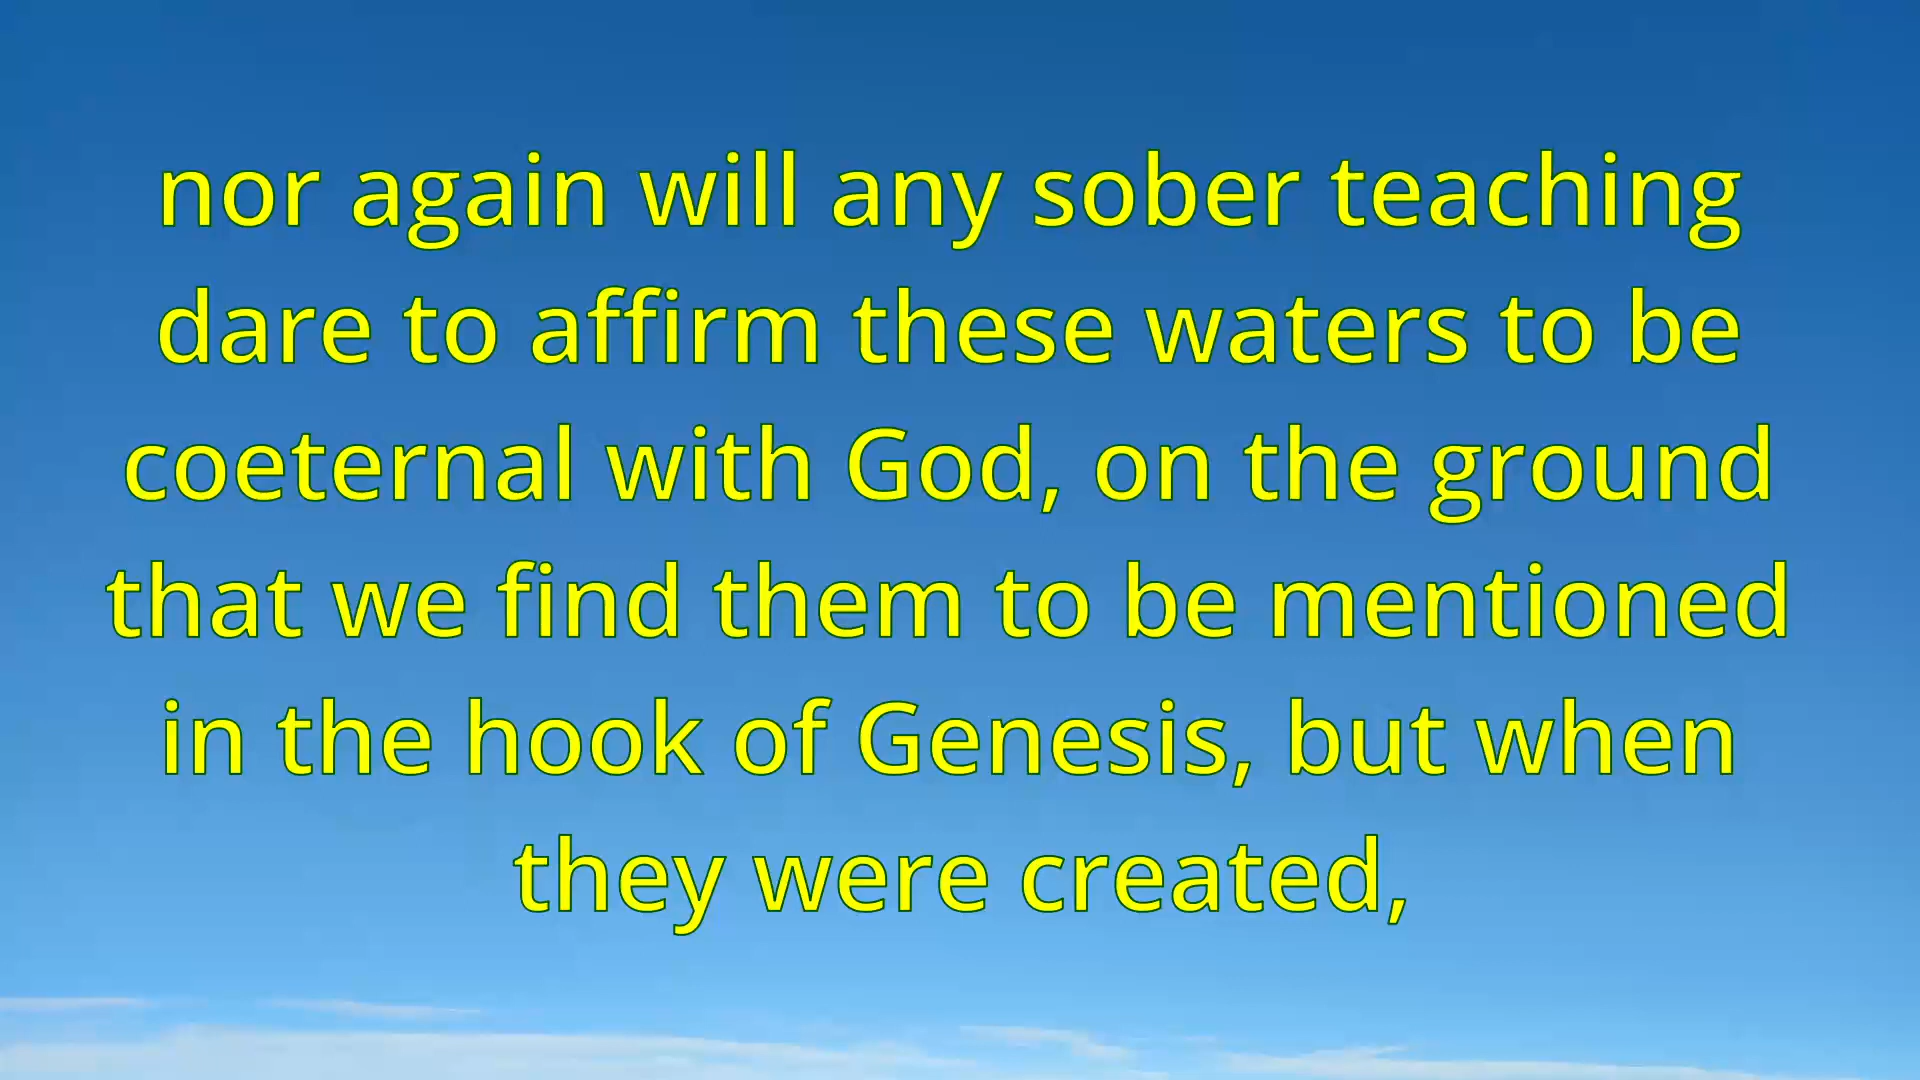 nor again will any sober teaching
dare to affirm these waters to be
coeternal with God, on the ground
that we find them to be mentioned
in the hook of Genesis, but when
they were created,